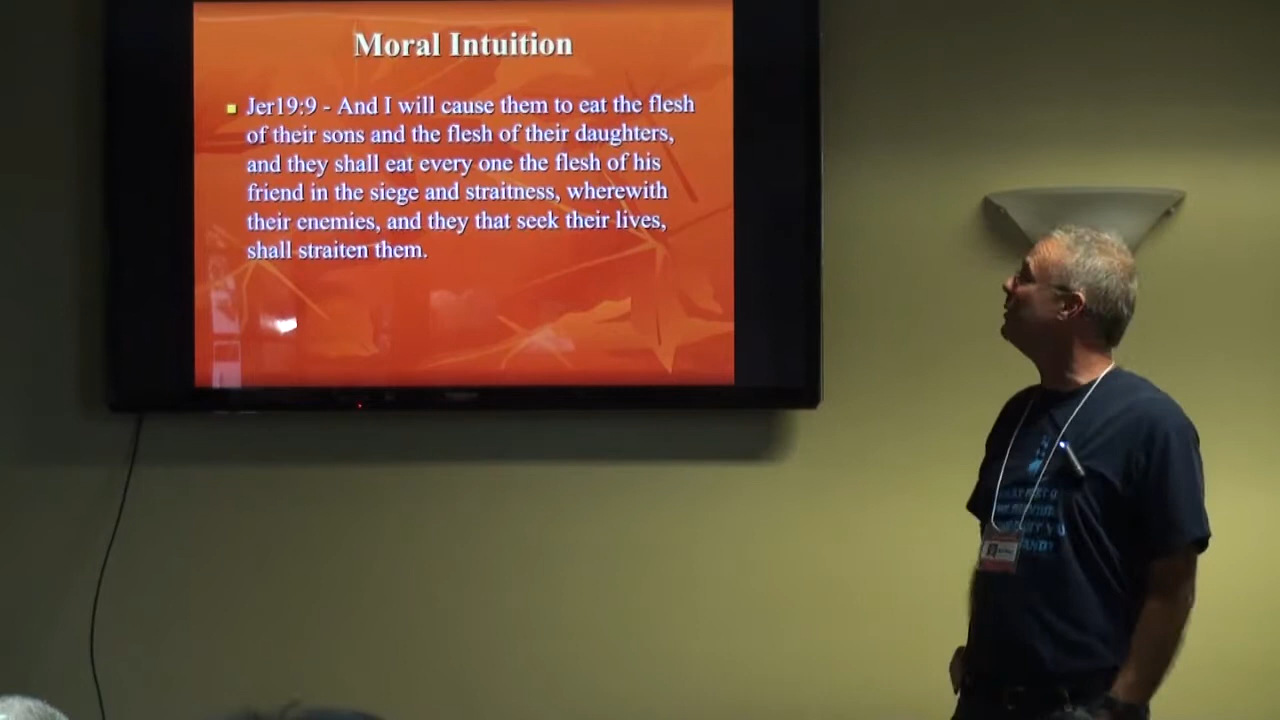 Moral Intuition
Jer19:9 - And I will cause them to eat the flesh
of their sons and the flesh of their daughters,
and they shall eat every one the flesh of his
friend in the siege and straitness, wherewith
their enemies, and they that seek their lives,
shall straiten them.